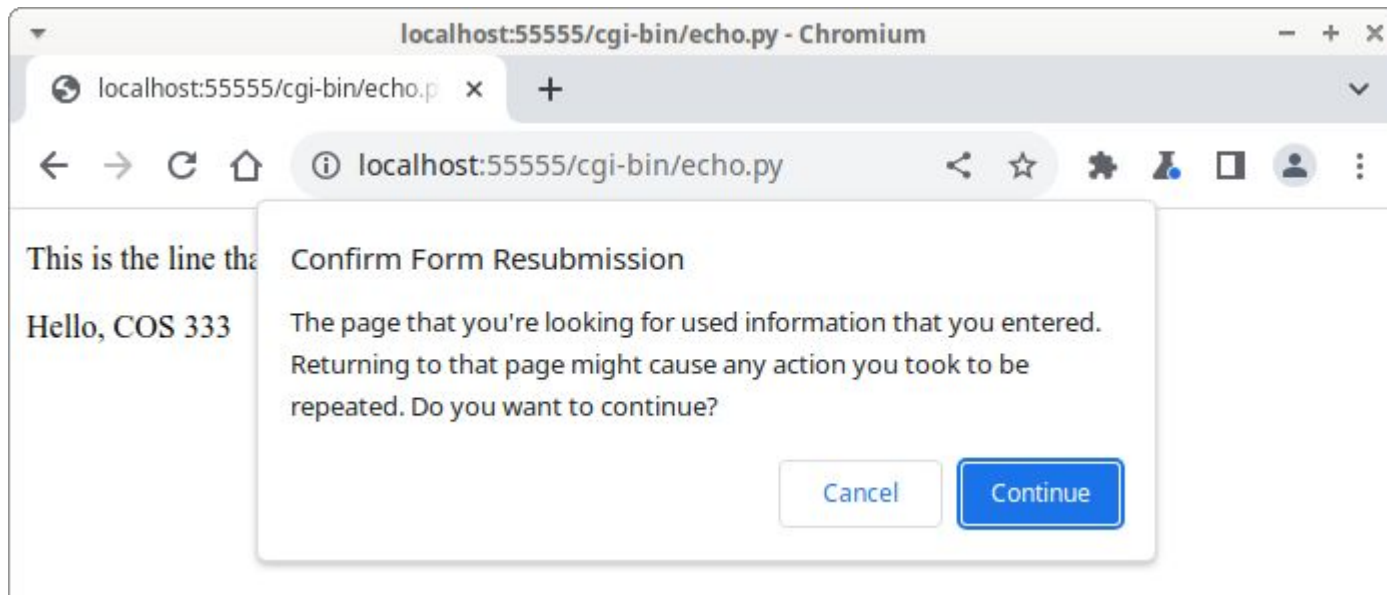 localhost:55555/cgi-bin/echo.py - Chromium
localhost:55555/cgi-bin/echo.p
localhost:55555/cgi-bin/echo.py
This is the line tha
Hello, COS 333
Confirm Form Resubmission
The page that you're looking for used information that you entered.
Returning to that page might cause any action you took to be
repeated. Do you want to continue?
Cancel Continue